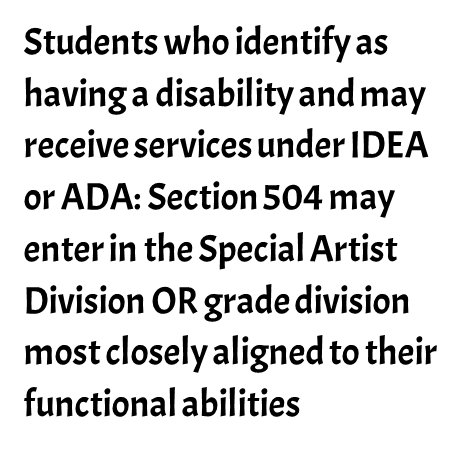 Students who identify as
having a disability and may
receive services under IDEA
or ADA: Section 504 may
enter in the Special Artist
Division OR grade division
most closely aligned to their
functional abilities